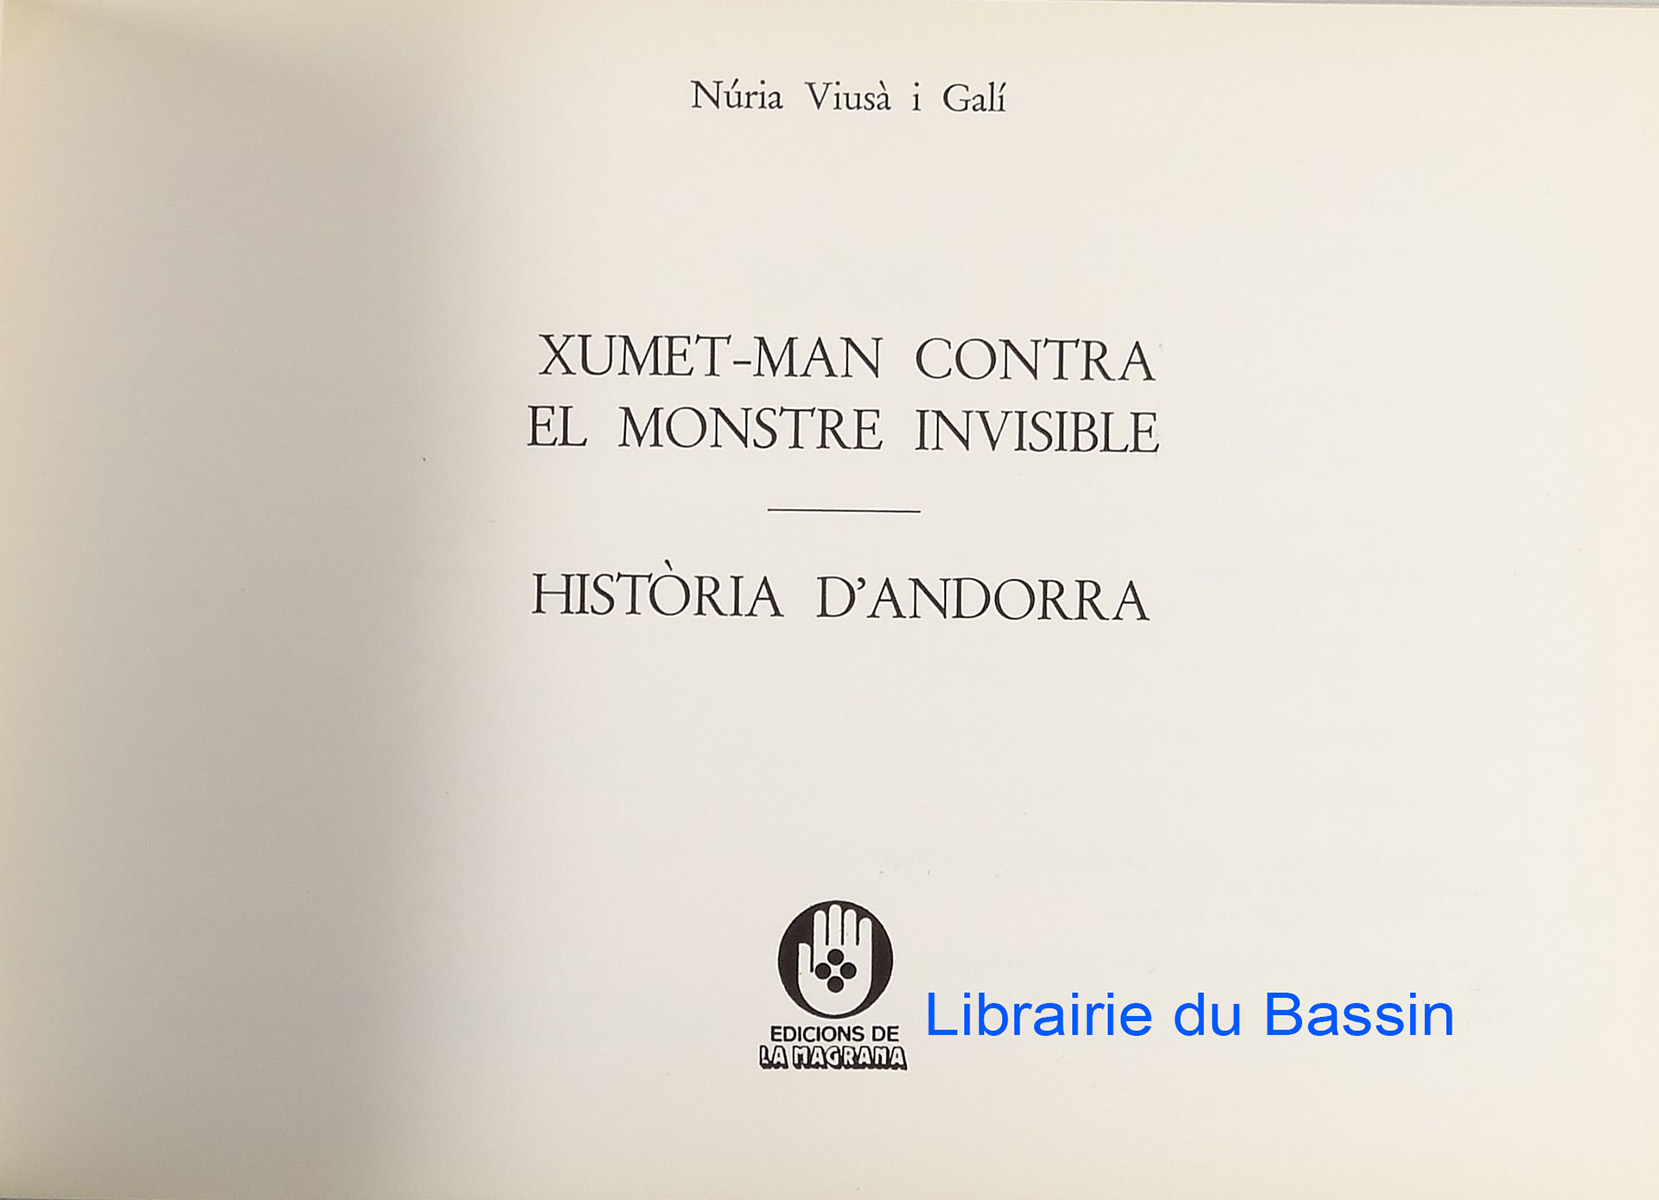 Núria Viusà i Galí
XUMET-MAN CONTRA
EL MONSTRE INVISIBLE
HISTÒRIA D'ANDORRA
EDICIONS DE
LA MAGRANA
Librairie du Bassin